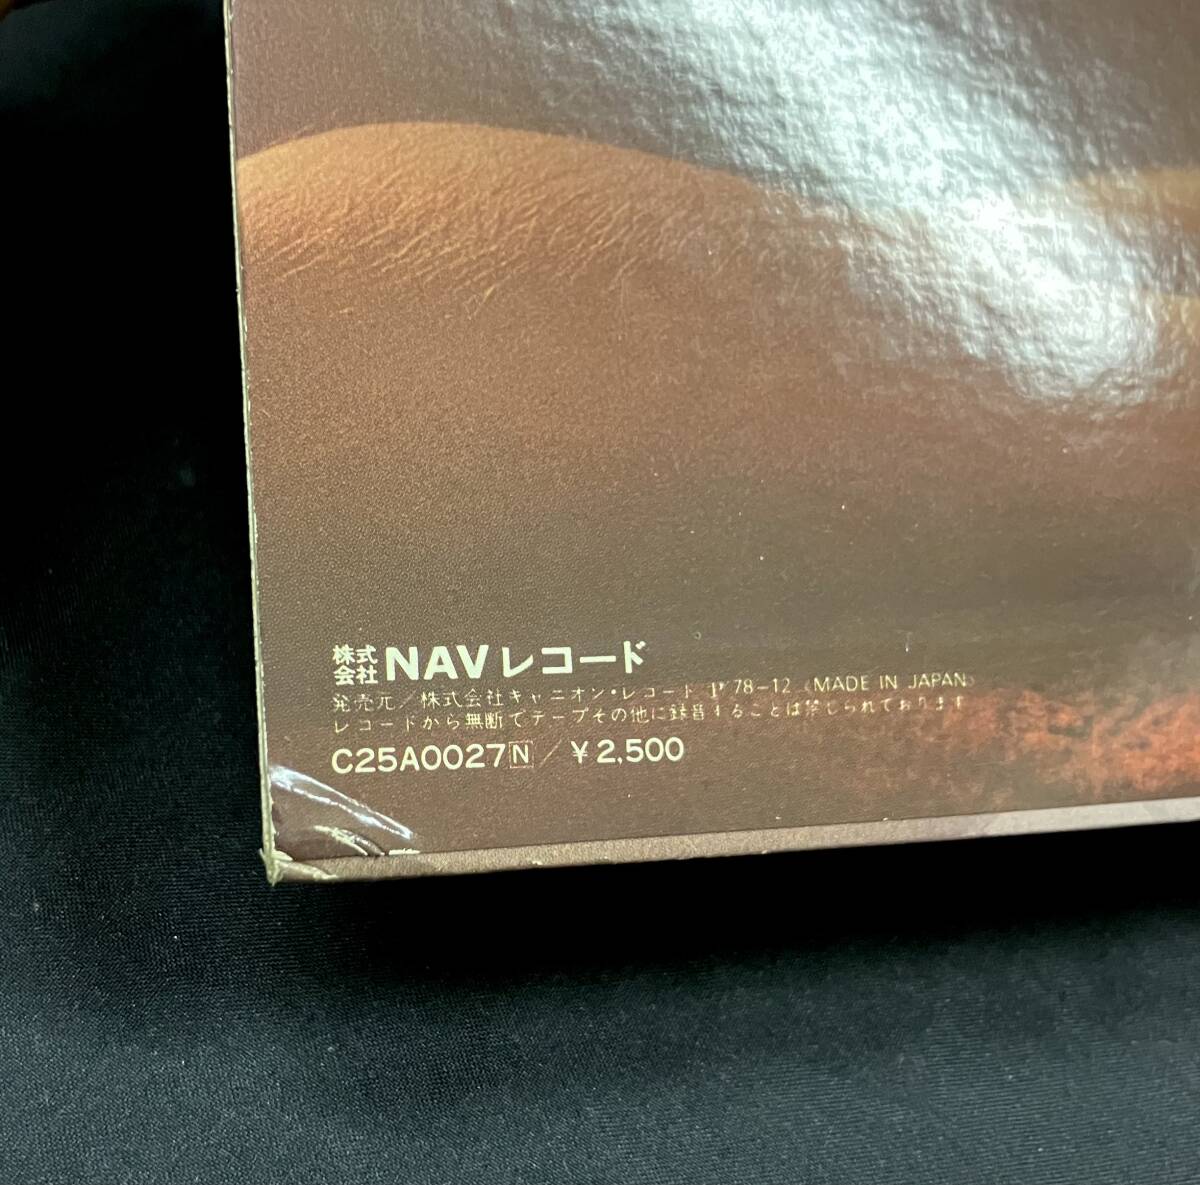 株式会社 NAVレコード
発売元/株式会社キャニオン・レコード Ⓟ 78-12 《MADE IN JAPAN》
レコードから無断でテープその他に録音することは禁じられております
C25A0027 N / ¥2,500